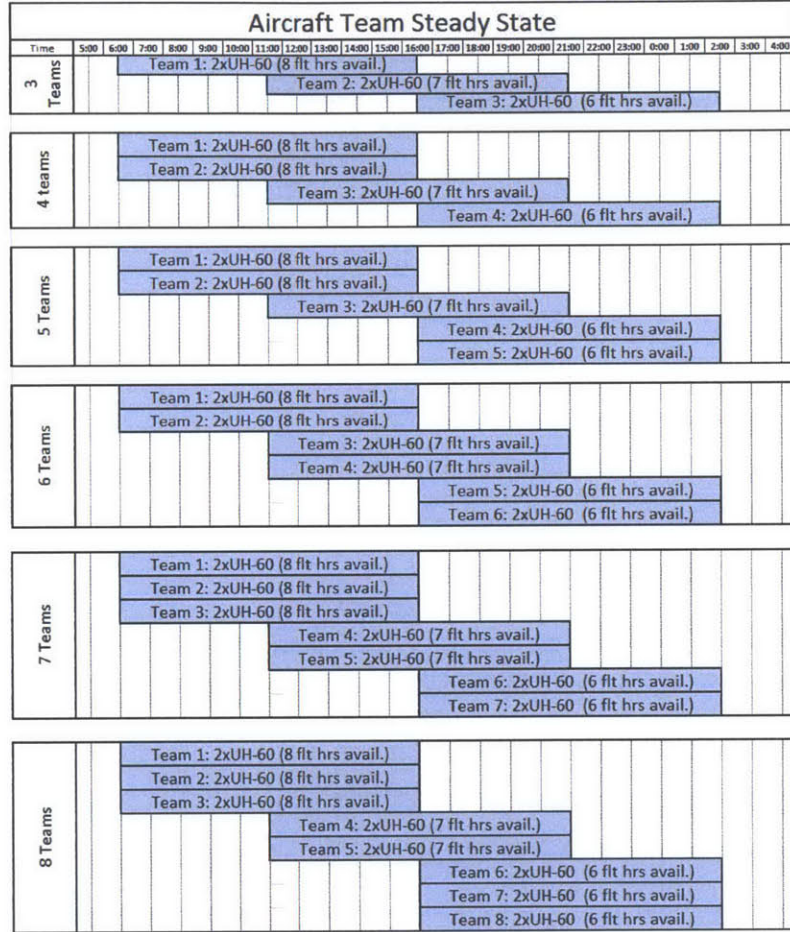 Aircraft Team Steady State
Time 5:00 6:00 7:00 8:00 9:00 10:00 11:00 12:00 13:00 14:00 15:00 16:00 17:00 18:00 19:00 20:00 21:00 22:00 23:00 0:00 1:00 2:00 3:00 4:00
3 Teams
Team 1: 2xUH-60 (8 flt hrs avail.)
Team 2: 2xUH-60 (7 flt hrs avail.)
Team 3: 2xUH-60 (6 flt hrs avail.)
4 teams
Team 1: 2xUH-60 (8 flt hrs avail.)
Team 2: 2xUH-60 (8 flt hrs avail.)
Team 3: 2xUH-60 (7 flt hrs avail.)
Team 4: 2xUH-60 (6 flt hrs avail.)
5 Teams
Team 1: 2xUH-60 (8 flt hrs avail.)
Team 2: 2xUH-60 (8 flt hrs avail.)
Team 3: 2xUH-60 (7 flt hrs avail.)
Team 4: 2xUH-60 (6 flt hrs avail.)
Team 5: 2xUH-60 (6 flt hrs avail.)
6 Teams
Team 1: 2xUH-60 (8 flt hrs avail.)
Team 2: 2xUH-60 (8 flt hrs avail.)
Team 3: 2xUH-60 (7 flt hrs avail.)
Team 4: 2xUH-60 (7 flt hrs avail.)
Team 5: 2xUH-60 (6 flt hrs avail.)
Team 6: 2xUH-60 (6 flt hrs avail.)
7 Teams
Team 1: 2xUH-60 (8 flt hrs avail.)
Team 2: 2xUH-60 (8 flt hrs avail.)
Team 3: 2xUH-60 (8 flt hrs avail.)
Team 4: 2xUH-60 (7 flt hrs avail.)
Team 5: 2xUH-60 (7 flt hrs avail.)
Team 6: 2xUH-60 (6 flt hrs avail.)
Team 7: 2xUH-60 (6 flt hrs avail.)
8 Teams
Team 1: 2xUH-60 (8 flt hrs avail.)
Team 2: 2xUH-60 (8 flt hrs avail.)
Team 3: 2xUH-60 (8 flt hrs avail.)
Team 4: 2xUH-60 (7 flt hrs avail.)
Team 5: 2xUH-60 (7 flt hrs avail.)
Team 6: 2xUH-60 (6 flt hrs avail.)
Team 7: 2xUH-60 (6 flt hrs avail.)
Team 8: 2xUH-60 (6 flt hrs avail.)